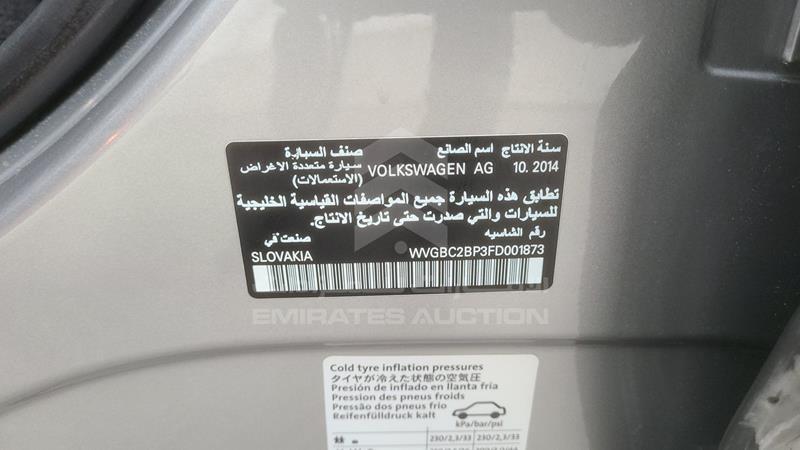 سنة الانتاج اسم الصانع صنف السيارة
10. 2014 VOLKSWAGEN AG سيارة متعددة الاغراض
(الاستعمالات)
تطابق هذه السيارة جميع المواصفات القياسية الخليجية
للسيارات والتي صدرت حتى تاريخ الانتاج.
رقم الشاسيه صنعت في
WVGBC2BP3FD001873 SLOVAKIA
EMIRATES AUCTION
Cold tyre inflation pressures
タイヤが冷えた状態の空気圧
Presión de inflado en llanta fría
Pression des pneus froids
Pressão dos pneus frio
Reifenfülldruck kalt
kPa/bar/psi
230/2,3/33 230/2,3/33